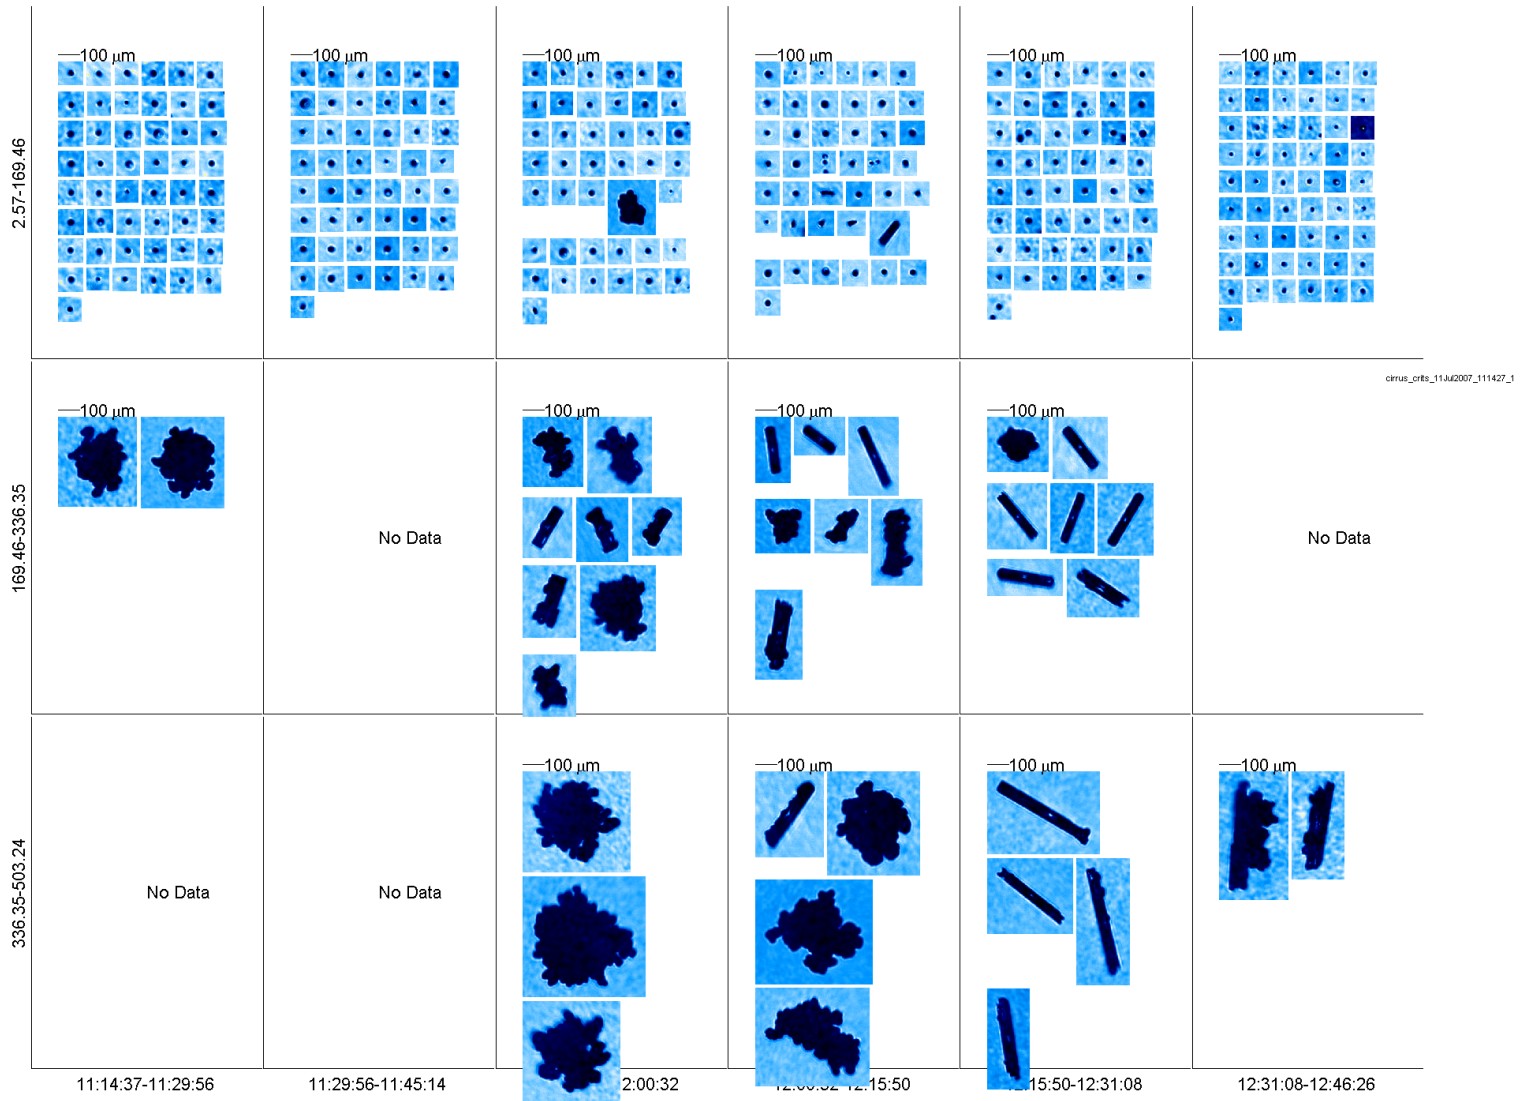 100 µm
100 µm
100 µm
100 µm
100 µm
100 µm
2.57-169.46
cirrus_crits_11Jul2007_111427_1
100 µm
100 µm
100 µm
100 µm
169.46-336.35
No Data
No Data
100 µm
100 µm
100 µm
100 µm
336.35-503.24
No Data
No Data
11:14:37-11:29:56
11:29:56-11:45:14
2:00:32
12:15:50
15:50-12:31:08
12:31:08-12:46:26